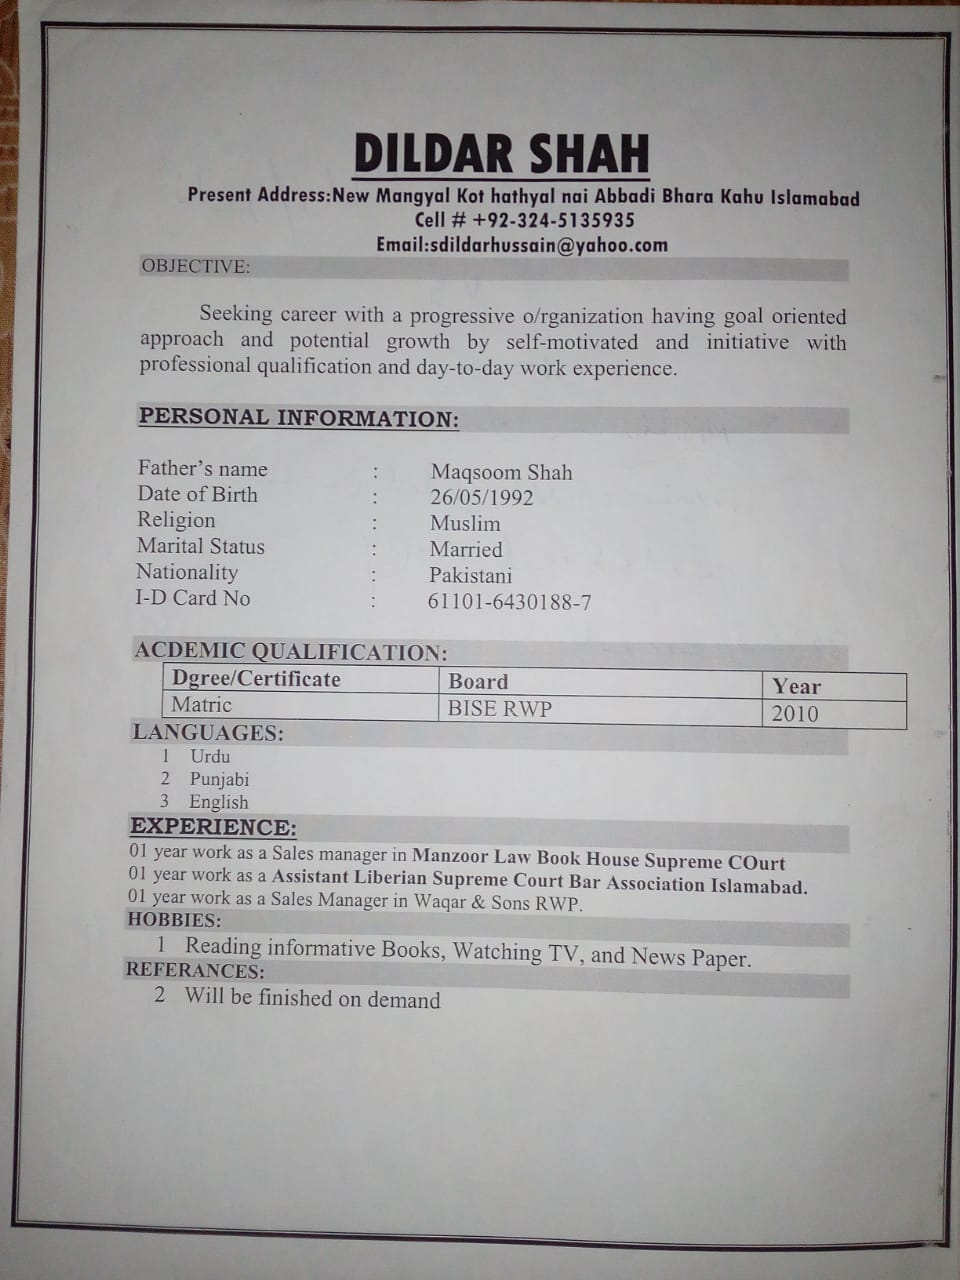 DILDAR SHAH
Present Address:New Mangyal Kot hathyal nai Abbadi Bhara Kahu Islamabad
Cell # +92-324-5135935
Email:sdildarhussain@yahoo.com
OBJECTIVE:
Seeking career with a progressive o/rganization having goal oriented
approach and potential growth by self-motivated and initiative with
professional qualification and day-to-day work experience.
PERSONAL INFORMATION:
Father's name : Maqsoom Shah
Date of Birth : 26/05/1992
Religion : Muslim
Marital Status : Married
Nationality : Pakistani
I-D Card No : 61101-6430188-7
ACDEMIC QUALIFICATION:
Dgree/Certificate Board Year
Matric BISE RWP 2010
LANGUAGES:
1 Urdu
2 Punjabi
3 English
EXPERIENCE:
01 year work as a Sales manager in Manzoor Law Book House Supreme COurt
01 year work as a Assistant Liberian Supreme Court Bar Association Islamabad.
01 year work as a Sales Manager in Waqar & Sons RWP.
HOBBIES:
1 Reading informative Books, Watching TV, and News Paper.
REFERANCES:
2 Will be finished on demand